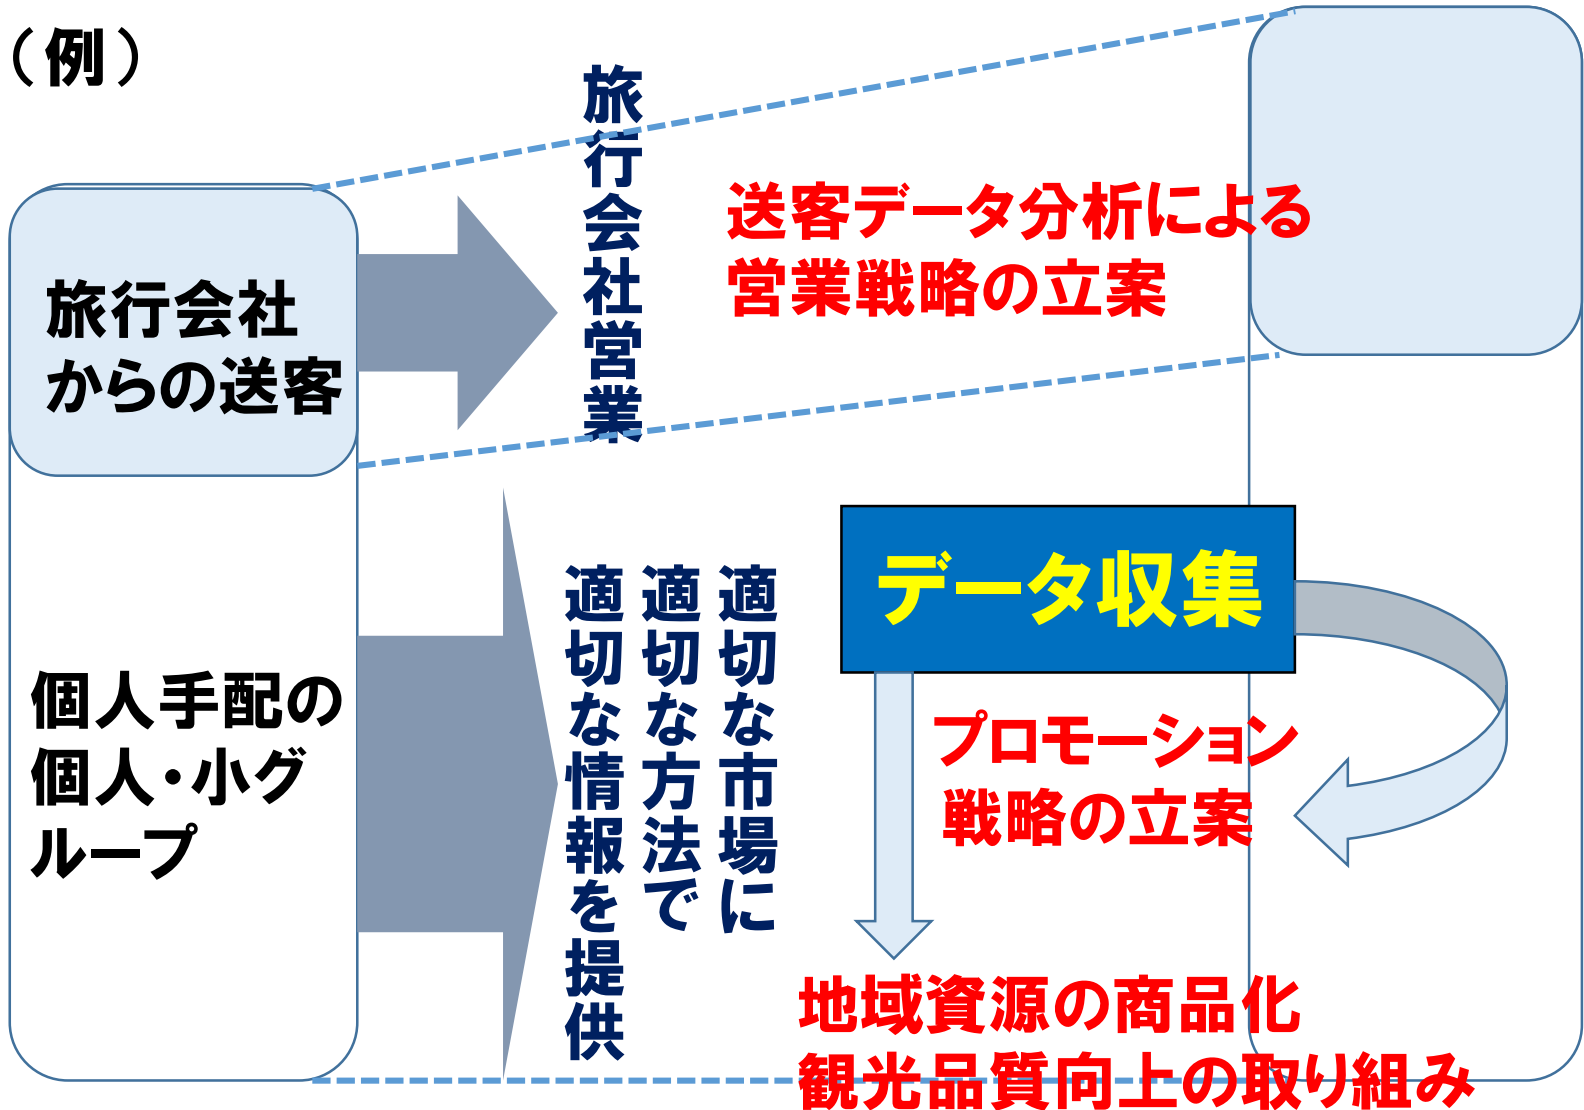 （例）
旅行会社
からの送客
旅行会社営業
送客データ分析による
営業戦略の立案
個人手配の
個人・小グ
ループ
適切な市場に
適切な方法で
適切な情報を提供
データ収集
プロモーション
戦略の立案
地域資源の商品化
観光品質向上の取り組み